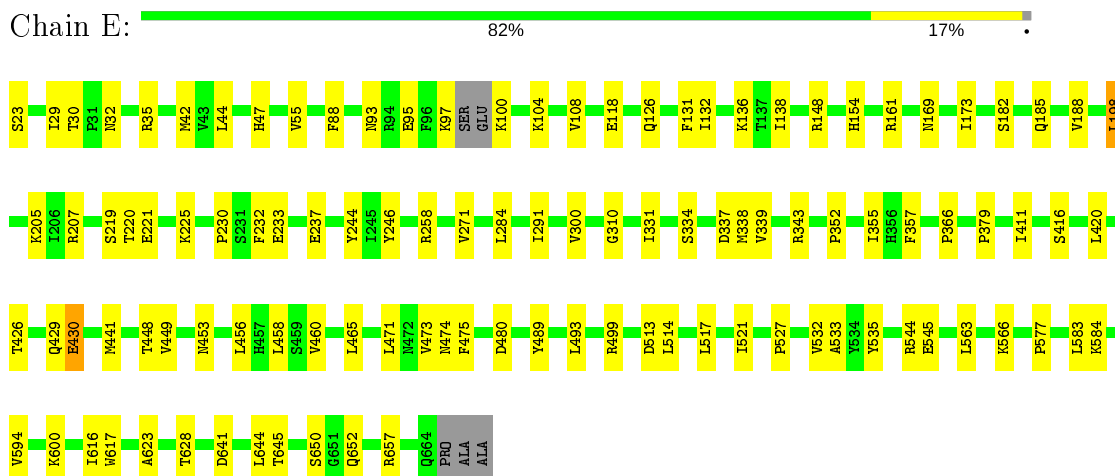 Chain E:
82% 17% •
S23 I29 T30 P31 N32 R35 M42 V43 L44 H47 V55 F88 N93 R94 E95 F96 K97 SER GLU K100 K104 V108 E118 Q126 F131 I132 K136 T137 I138 R148 H154 R161 N169 I173 S182 Q185 V188
K205 I206 R207 S219 T220 E221 K225 P230 S231 F232 E233 E237 Y244 I245 Y246 R258 V271 L284 I291 V300 G310 I331 S334 D337 M338 V339 R343 P352 I355 H356 F357 P366 P379 I411 S416 L420
T426 Q429 E430 M441 T448 V449 N453 L456 H457 L458 S459 V460 L465 L471 N472 V473 N474 F475 D480 Y489 L493 R499 D513 L514 L517 I521 P527 V532 A533 Y534 Y535 R544 E545 L563 K566 P577 L583 K584
V594 K600 I616 W617 A623 T628 D641 L644 T645 S650 G651 Q652 R657 Q664 PRO ALA ALA